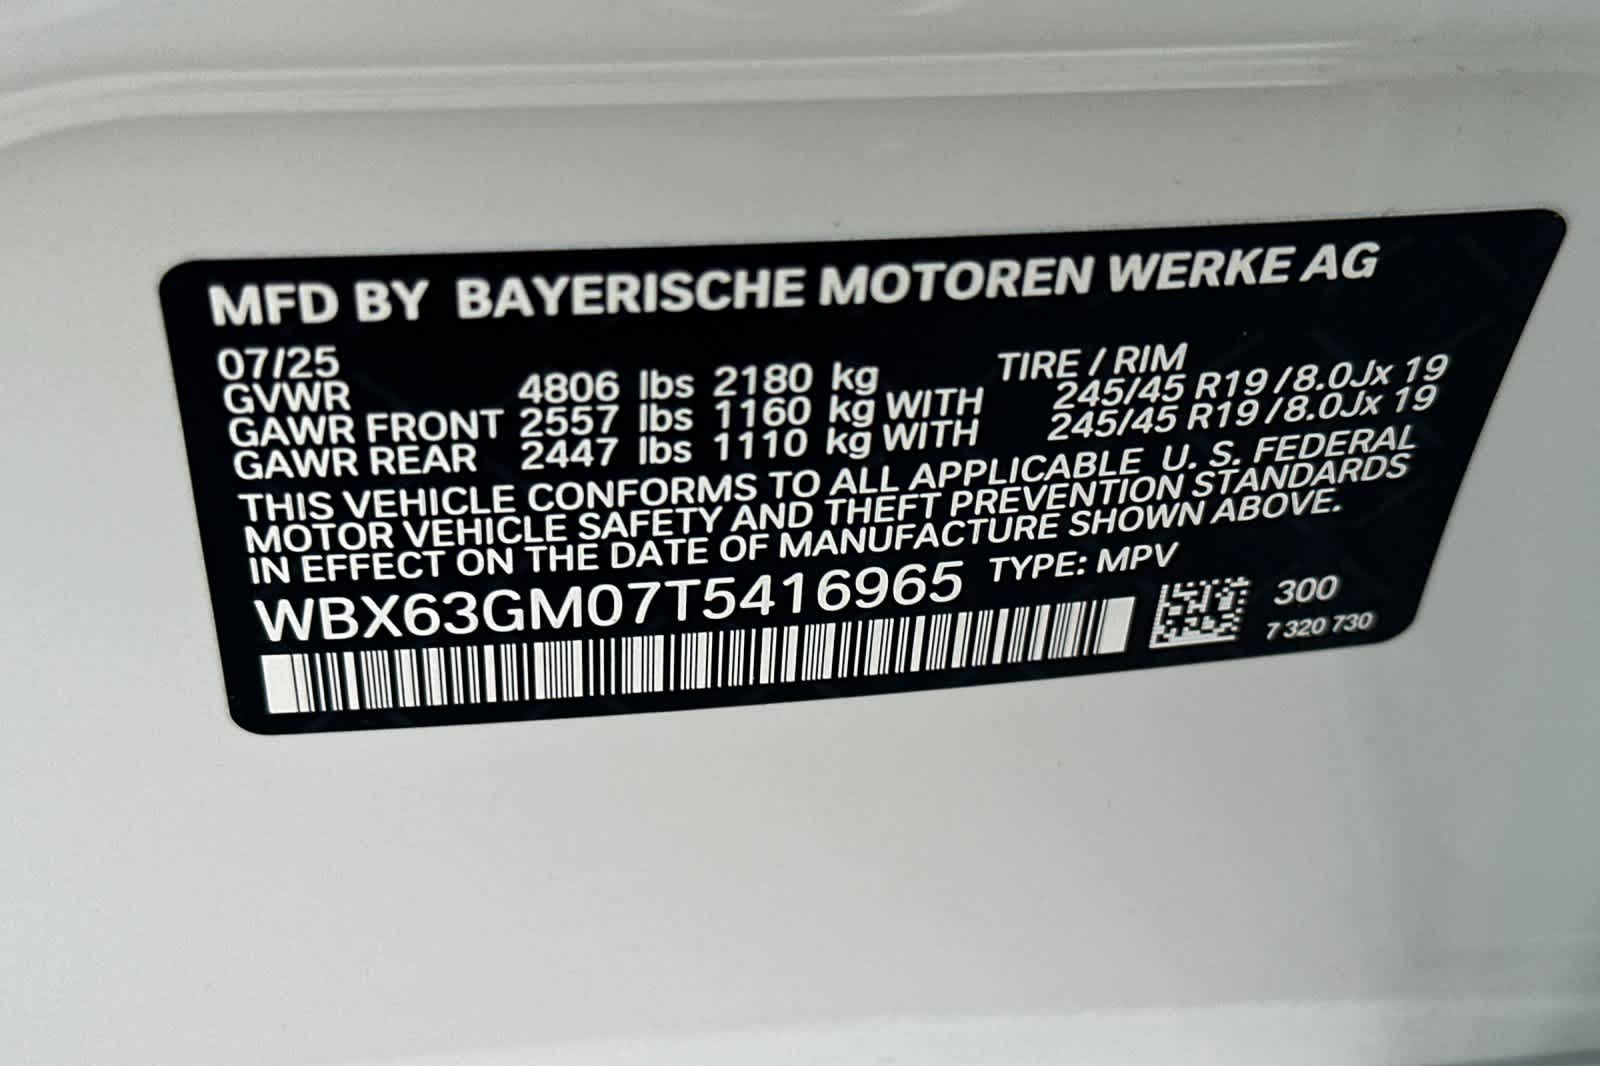 MFD BY BAYERISCHE MOTOREN WERKE AG
07/25 TIRE / RIM
GVWR 4806 lbs 2180 kg
GAWR FRONT 2557 lbs 1160 kg WITH 245/45 R19 / 8.0Jx 19
GAWR REAR 2447 lbs 1110 kg WITH 245/45 R19 / 8.0Jx 19
THIS VEHICLE CONFORMS TO ALL APPLICABLE U. S. FEDERAL
MOTOR VEHICLE SAFETY AND THEFT PREVENTION STANDARDS
IN EFFECT ON THE DATE OF MANUFACTURE SHOWN ABOVE.
WBX63GM07T5416965 TYPE: MPV
300
7 320 730